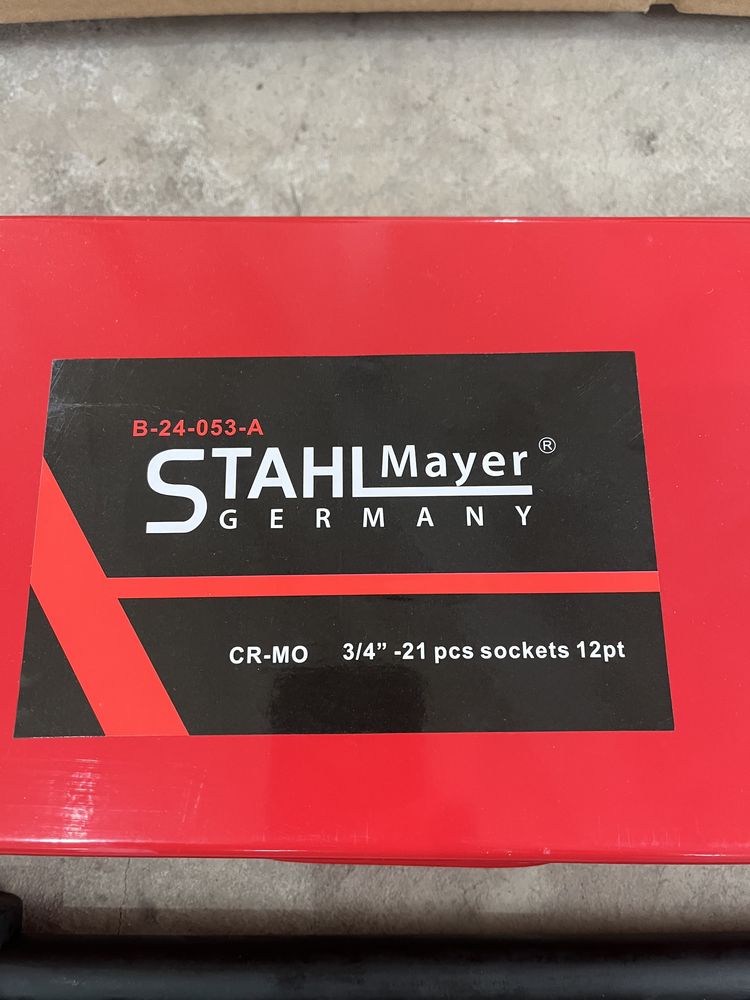 B-24-053-A
STAHLMayer®
GERMANY
CR-MO 3/4” -21 pcs sockets 12pt